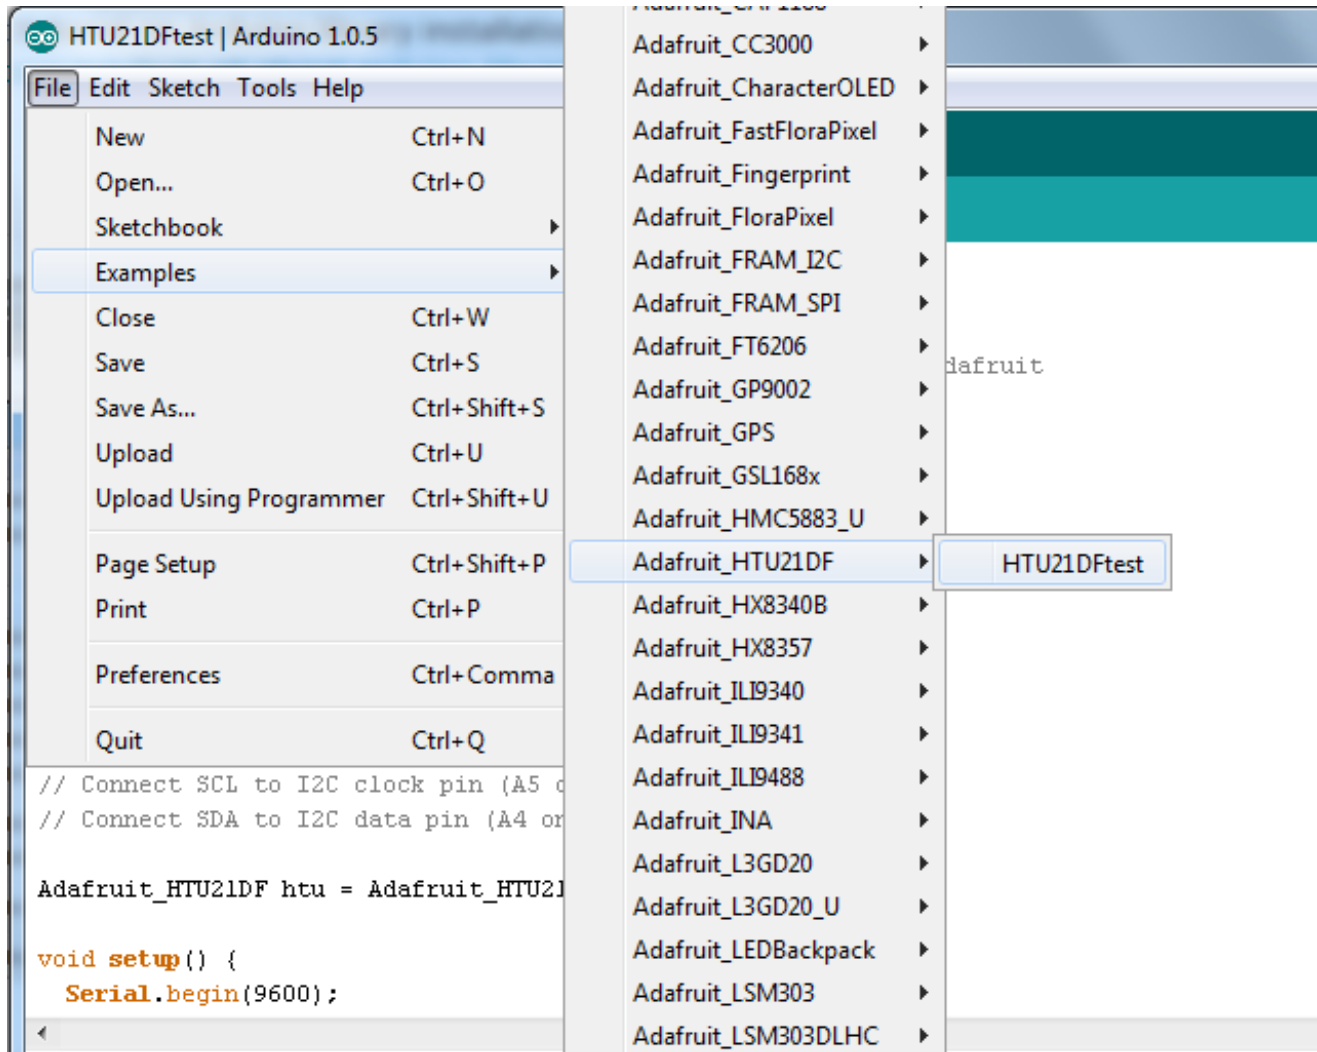 HTU21DFtest | Arduino 1.0.5
File Edit Sketch Tools Help
New Ctrl+N
Open... Ctrl+O
Sketchbook
Examples
Close Ctrl+W
Save Ctrl+S
Save As... Ctrl+Shift+S
Upload Ctrl+U
Upload Using Programmer Ctrl+Shift+U
Page Setup Ctrl+Shift+P
Print Ctrl+P
Preferences Ctrl+Comma
Quit Ctrl+Q
Adafruit_CC3000
Adafruit_CharacterOLED
Adafruit_FastFloraPixel
Adafruit_Fingerprint
Adafruit_FloraPixel
Adafruit_FRAM_I2C
Adafruit_FRAM_SPI
Adafruit_FT6206
Adafruit_GP9002
Adafruit_GPS
Adafruit_GSL168x
Adafruit_HMC5883_U
Adafruit_HTU21DF
Adafruit_HX8340B
Adafruit_HX8357
Adafruit_ILI9340
Adafruit_ILI9341
Adafruit_ILI9488
Adafruit_INA
Adafruit_L3GD20
Adafruit_L3GD20_U
Adafruit_LEDBackpack
Adafruit_LSM303
Adafruit_LSM303DLHC
HTU21DFtest
dafruit
// Connect SCL to I2C clock pin (A5
// Connect SDA to I2C data pin (A4 or
Adafruit_HTU21DF htu = Adafruit_HTU21
void setup() {
Serial.begin(9600);